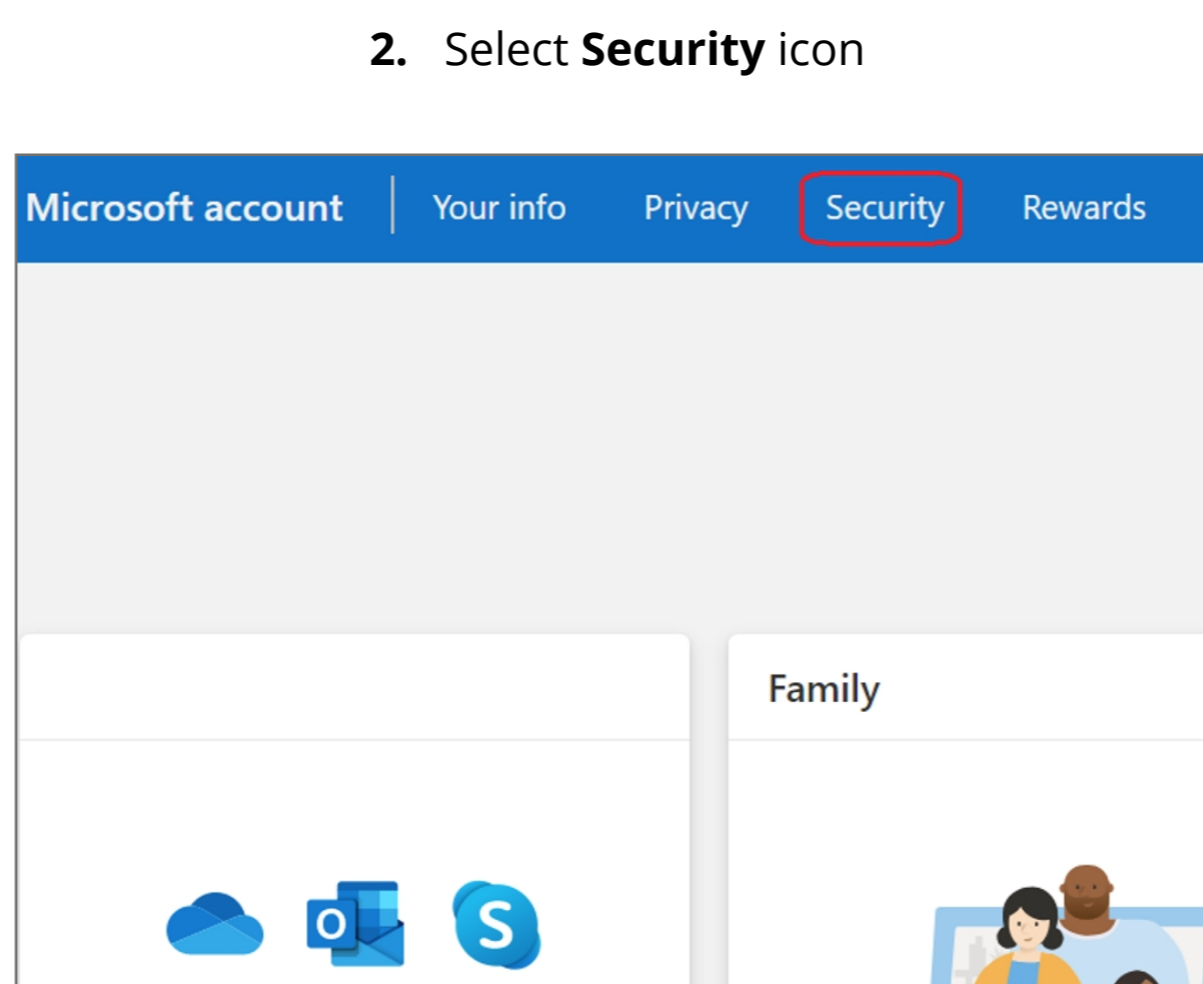 2. Select Security icon
Microsoft account | Your info Privacy Security Rewards
Family
O S